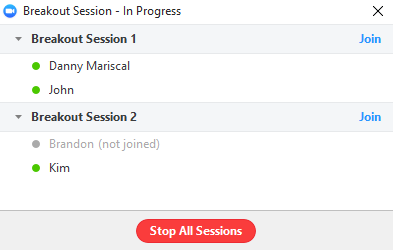 Breakout Session - In Progress
Breakout Session 1 Join
Danny Mariscal
John
Breakout Session 2 Join
Brandon (not joined)
Kim
Stop All Sessions